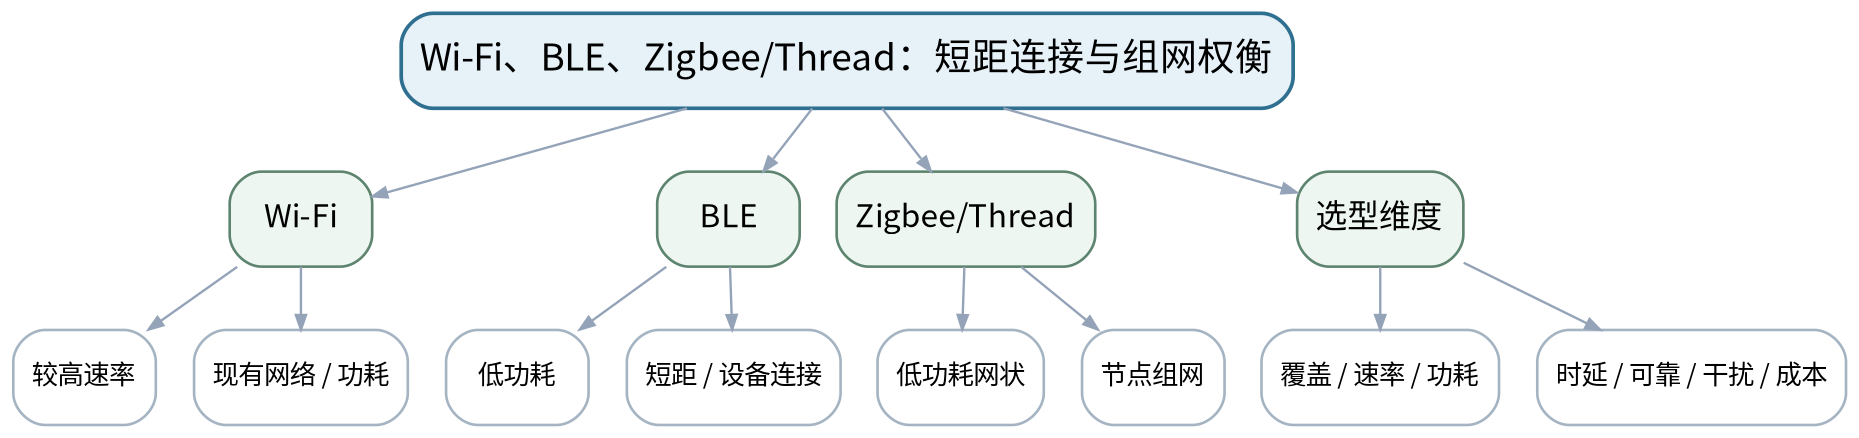 Wi-Fi、BLE、Zigbee/Thread：短距连接与组网权衡
Wi-Fi
BLE
Zigbee/Thread
选型维度
较高速率
现有网络 / 功耗
低功耗
短距 / 设备连接
低功耗网状
节点组网
覆盖 / 速率 / 功耗
时延 / 可靠 / 干扰 / 成本